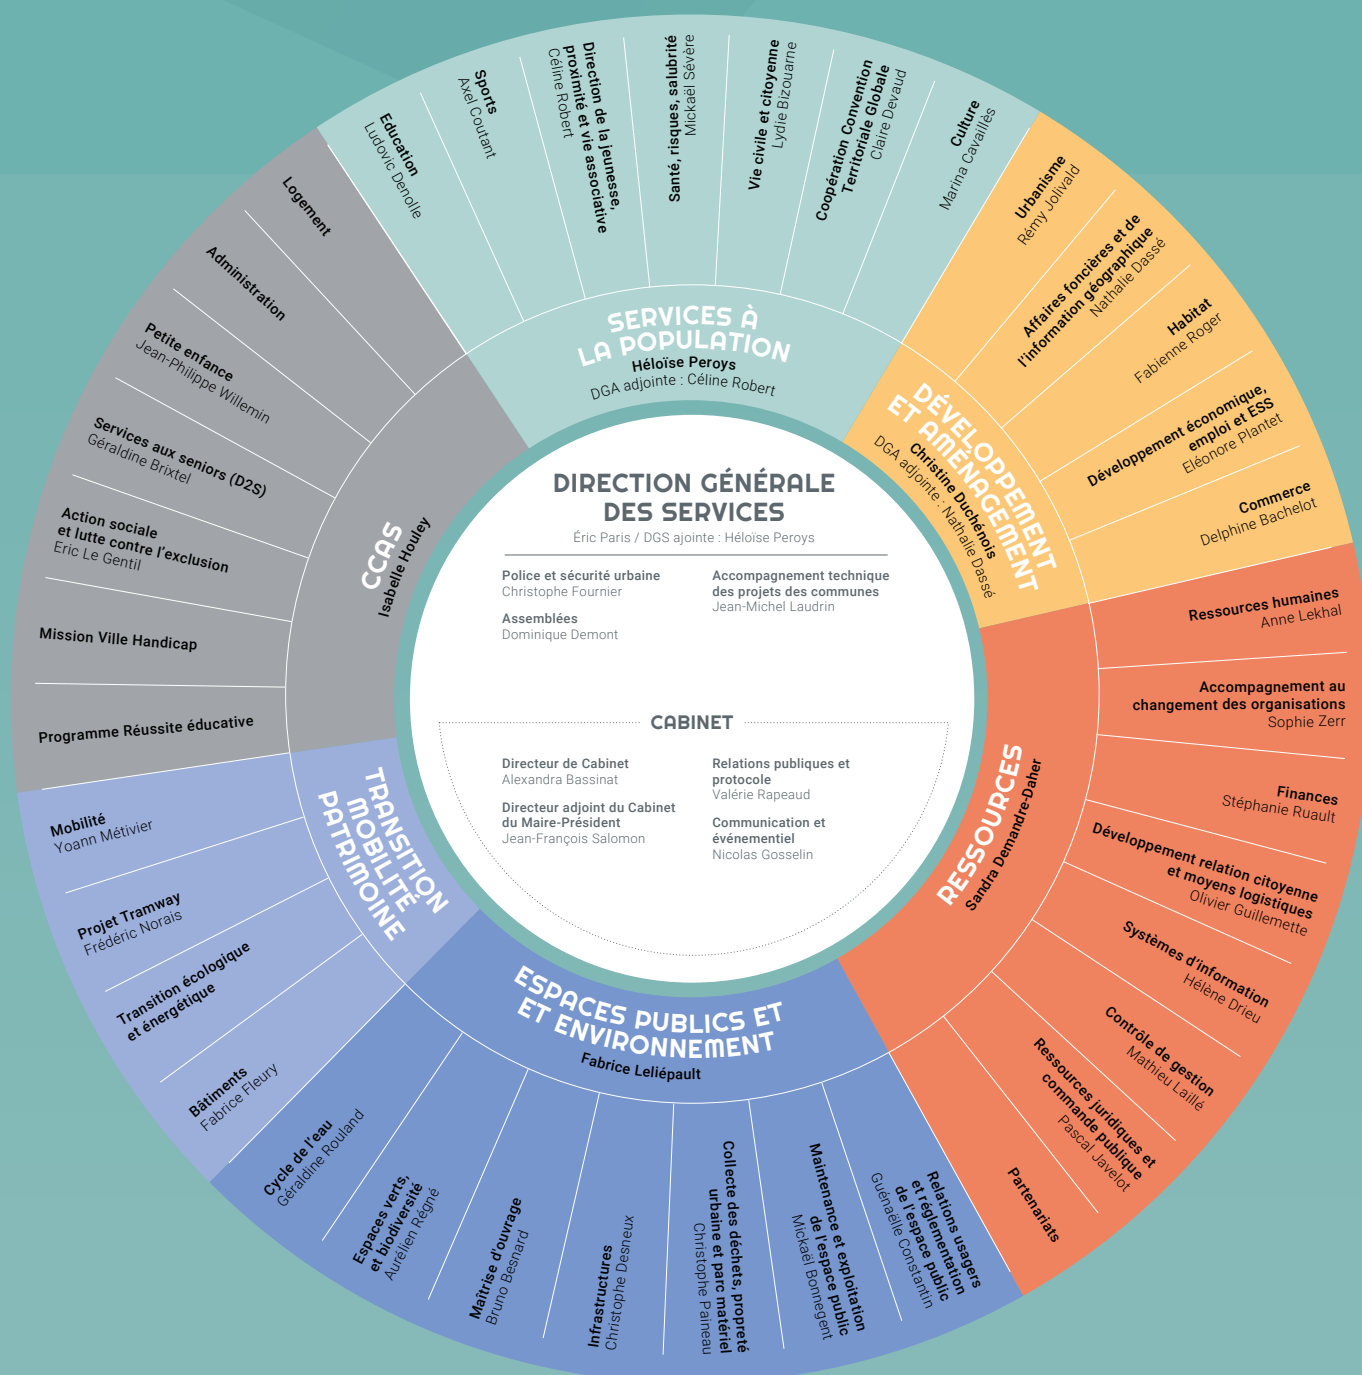 DIRECTION GÉNÉRALE
DES SERVICES
Éric Paris / DGS ajointe : Héloïse Peroys
Police et sécurité urbaine
Christophe Fournier
Assemblées
Dominique Demont
Accompagnement technique
des projets des communes
Jean-Michel Laudrin
CABINET
Directeur de Cabinet
Alexandra Bassinat
Directeur adjoint du Cabinet
du Maire-Président
Jean-François Salomon
Relations publiques et
protocole
Valérie Rapeaud
Communication et
événementiel
Nicolas Gosselin
SERVICES À
LA POPULATION
Héloïse Peroys
DGA adjointe : Céline Robert
Education
Ludovic Denolle
Sports
Axel Coutant
Direction de la jeunesse,
proximité et vie associative
Céline Robert
Santé, risques, salubrité
Mickaël Sévère
Vie civile et citoyenne
Lydie Bizouarne
Coopération Convention
Territoriale Globale
Claire Devaud
Culture
Marina Cavaillès
DÉVELOPPEMENT
ET AMÉNAGEMENT
Christine Duchênois
DGA adjointe : Nathalie Dassé
Urbanisme
Rémy Jolivald
Affaires foncières et de
l'information géographique
Nathalie Dassé
Habitat
Fabienne Roger
Développement économique,
emploi et ESS
Eléonore Plantet
Commerce
Delphine Bachelot
RESSOURCES
Sandra Demandre-Daher
Ressources humaines
Anne Lekhal
Accompagnement au
changement des organisations
Sophie Zerr
Finances
Stéphanie Ruault
Développement relation citoyenne
et moyens logistiques
Olivier Guillemette
Systèmes d'information
Hélène Drieu
Contrôle de gestion
Mathieu Laillé
Ressources juridiques et
commande publique
Pascal Javelot
Partenariats
ESPACES PUBLICS ET
ET ENVIRONNEMENT
Fabrice Leliépault
Relations usagers
et réglementation
de l'espace public
Guénaëlle Constantin
Maintenance et exploitation
de l'espace public
Mickaël Bonnegent
Collecte des déchets, propreté
urbaine et parc matériel
Christophe Paineau
Infrastructures
Christophe Desneux
Maîtrise d'ouvrage
Bruno Besnard
Espaces verts,
et biodiversité
Aurélien Régné
Cycle de l'eau
Géraldine Rouland
TRANSITION
MOBILITÉ
PATRIMOINE
Bâtiments
Fabrice Fleury
Transition écologique
et énergétique
Projet Tramway
Frédéric Norais
Mobilité
Yoann Métivier
CCAS
Isabelle Houley
Programme Réussite éducative
Mission Ville Handicap
Action sociale
et lutte contre l'exclusion
Eric Le Gentil
Services aux seniors (D2S)
Géraldine Brixtel
Petite enfance
Jean-Philippe Willemin
Administration
Logement